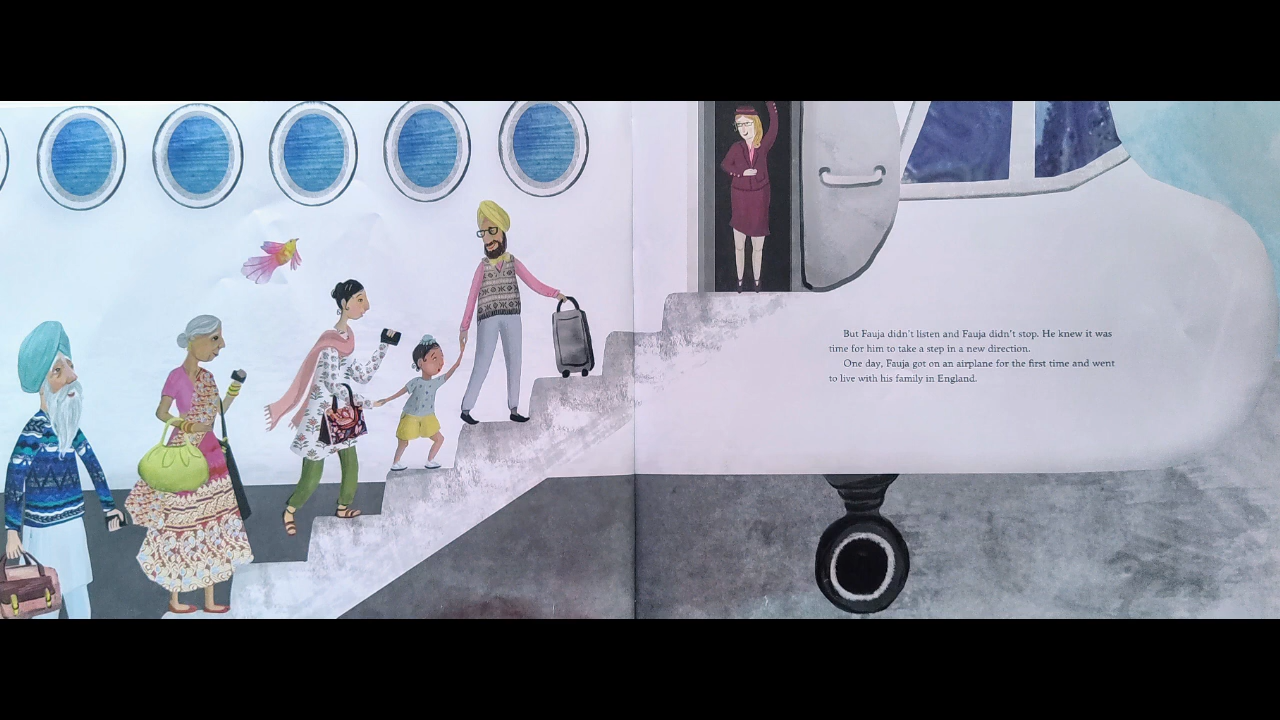 But Fauja didn't listen and Fauja didn't stop. He knew it was
time for him to take a step in a new direction.
One day, Fauja got on an airplane for the first time and went
to live with his family in England.